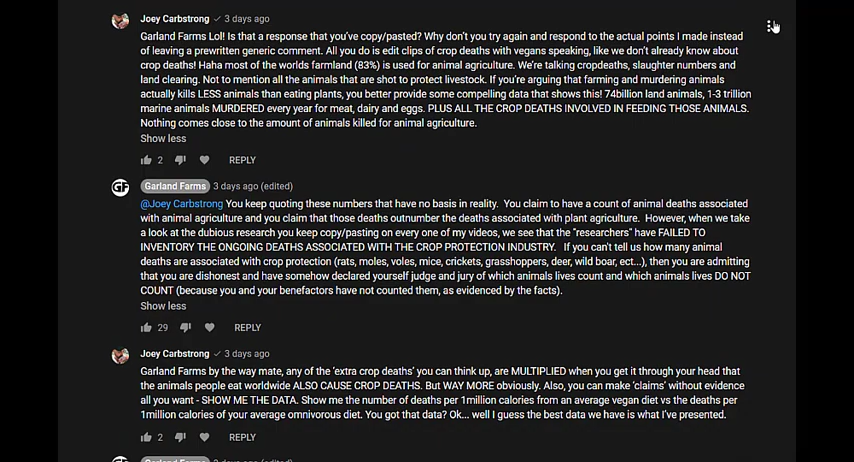 Joey Carbstrong 3 days ago
Garland Farms Lol! Is that a response that you've copy/pasted? Why don't you try again and respond to the actual points I made instead
of leaving a prewritten generic comment. All you do is edit clips of crop deaths with vegans speaking, like we don't already know about
crop deaths! Haha most of the worlds farmland (83%) is used for animal agriculture. We're talking cropdeaths, slaughter numbers and
land clearing. Not to mention all the animals that are shot to protect livestock. If you're arguing that farming and murdering animals
actually kills LESS animals than eating plants, you better provide some compelling data that shows this! 74billion land animals, 1-3 trillion
marine animals MURDERED every year for meat, dairy and eggs. PLUS ALL THE CROP DEATHS INVOLVED IN FEEDING THOSE ANIMALS.
Nothing comes close to the amount of animals killed for animal agriculture.
Show less
2 REPLY
GF Garland Farms 3 days ago (edited)
@Joey Carbstrong You keep quoting these numbers that have no basis in reality. You claim to have a count of animal deaths associated
with animal agriculture and you claim that those deaths outnumber the deaths associated with plant agriculture. However, when we take
a look at the dubious research you keep copy/pasting on every one of my videos, we see that the "researchers" have FAILED TO
INVENTORY THE ONGOING DEATHS ASSOCIATED WITH THE CROP PROTECTION INDUSTRY. If you can't tell us how many animal
deaths are associated with crop protection (rats, moles, voles, mice, crickets, grasshoppers, deer, wild boar, ect...), then you are admitting
that you are dishonest and have somehow declared yourself judge and jury of which animals lives count and which animals lives DO NOT
COUNT (because you and your benefactors have not counted them, as evidenced by the facts).
Show less
29 REPLY
Joey Carbstrong 3 days ago
Garland Farms by the way mate, any of the 'extra crop deaths' you can think up, are MULTIPLIED when you get it through your head that
the animals people eat worldwide ALSO CAUSE CROP DEATHS. But WAY MORE obviously. Also, you can make 'claims' without evidence
all you want - SHOW ME THE DATA. Show me the number of deaths per 1million calories from an average vegan diet vs the deaths per
1million calories of your average omnivorous diet. You got that data? Ok... well I guess the best data we have is what I've presented.
2 REPLY
Garland Farms 3 days ago (edited)